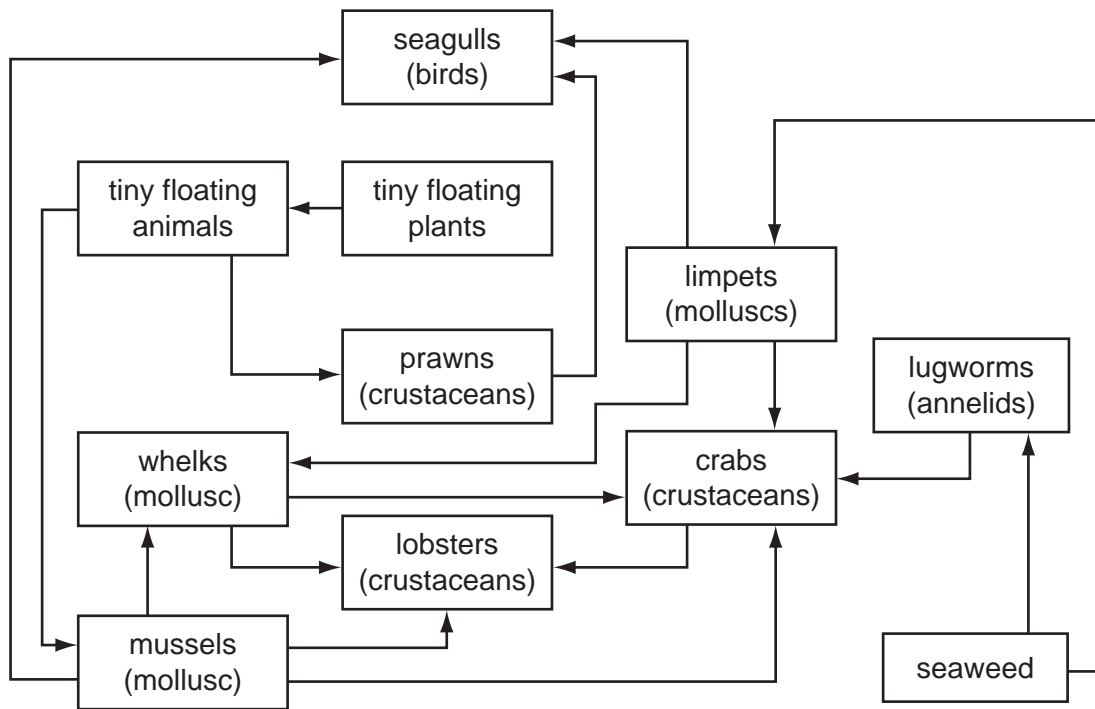 seagulls
(birds)
tiny floating
animals
tiny floating
plants
limpets
(molluscs)
prawns
(crustaceans)
lugworms
(annelids)
whelks
(mollusc)
crabs
(crustaceans)
lobsters
(crustaceans)
mussels
(mollusc)
seaweed